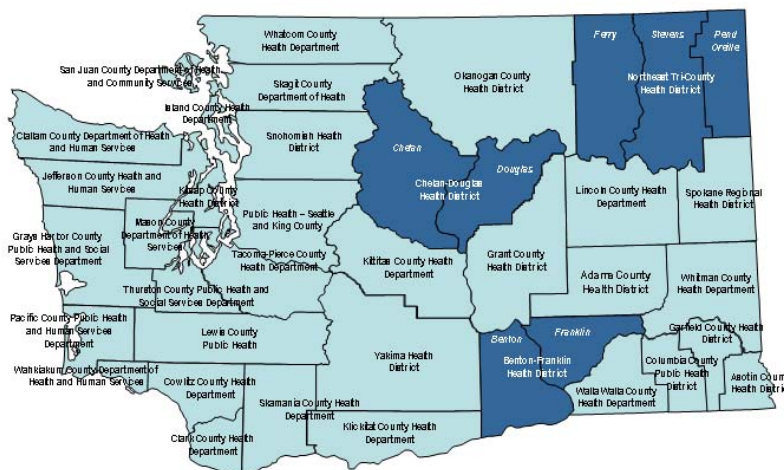 Whatcom County
Health Department
Ferry
Stevens
Pend
Oreille
San Juan County Department of Health
and Community Services
Skagit County
Department of Health
Okanogan County
Health District
Northeast Tri-County
Health District
Island County Health
Department
Snohomish Health
District
Clallam County Department of Health
and Human Services
Chelan
Douglas
Jefferson County Health and
Human Services
Kitsap County
Health District
Chelan-Douglas
Health District
Lincoln County Health
Department
Spokane Regional
Health District
Public Health – Seattle
and King County
Mason County
Department of Health
Services
Grays Harbor County
Public Health and Social
Services Department
Tacoma-Pierce County
Health Department
Kittitas County Health
Department
Grant County
Health District
Adams County
Health District
Whitman County
Health Department
Thurston County Public Health and
Social Services Department
Pacific County Public Health
and Human Services
Department
Lewis County
Public Health
Yakima Health
District
Benton
Franklin
Benton-Franklin
Health District
Garfield County Health
District
Columbia County
Public Health
District
Asotin County
Health District
Wahkiakum County Department of
Health and Human Services
Cowlitz County Health
Department
Skamania County Health
Department
Walla Walla County
Health Department
Clark County Health
Department
Klickitat County Health
Department